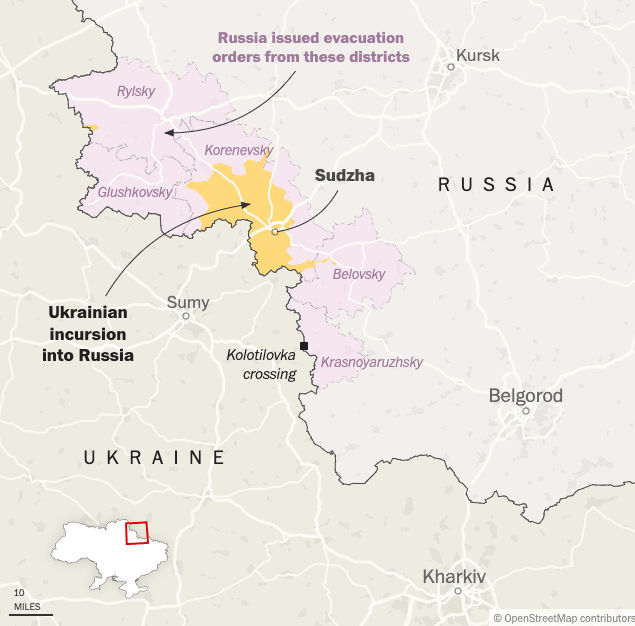 Russia issued evacuation
orders from these districts
Kursk
Rylsky
Korenevsky
Sudzha
RUSSIA
Glushkovsky
Belovsky
Sumy
Ukrainian
incursion
into Russia
Kolotilovka
crossing
Krasnoyaruzhsky
Belgorod
UKRAINE
Kharkiv
10
MILES
© OpenStreetMap contributors